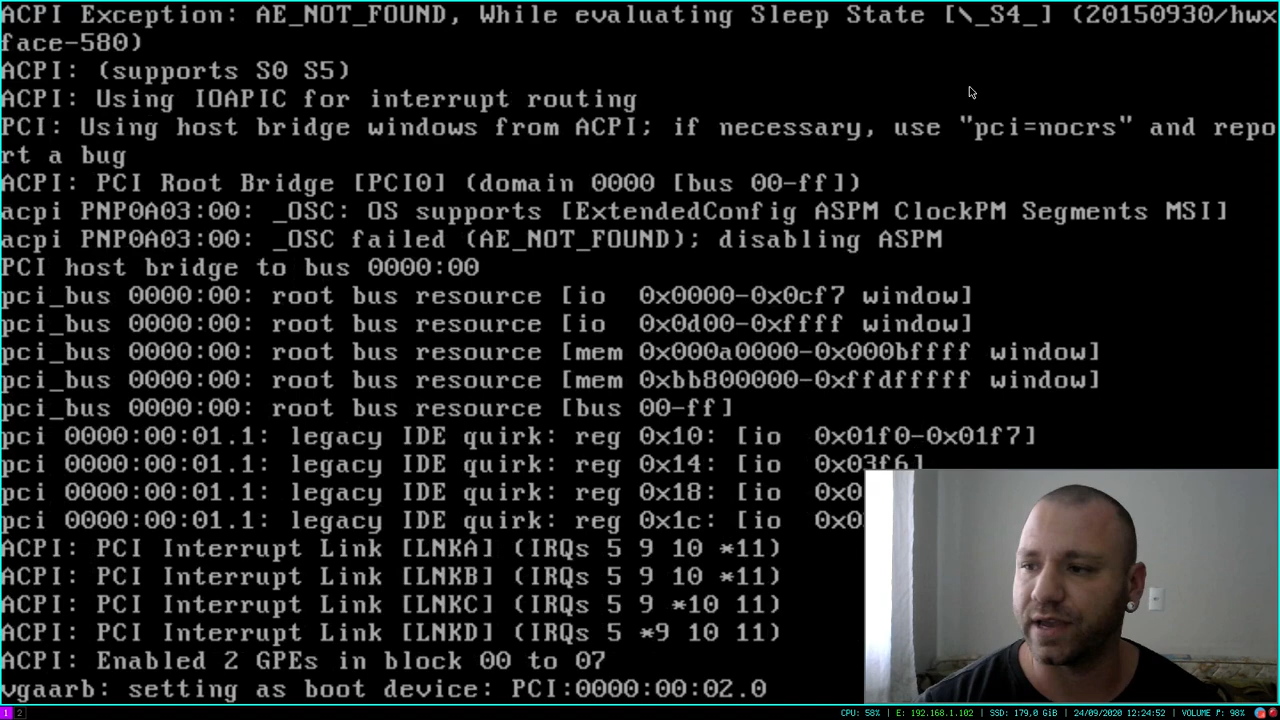 ACPI Exception: AE_NOT_FOUND, While evaluating Sleep State [\_S4_] (20150930/hwx
face-580)
ACPI: (supports S0 S5)
ACPI: Using IOAPIC for interrupt routing
PCI: Using host bridge windows from ACPI; if necessary, use "pci=nocrs" and repo
rt a bug
ACPI: PCI Root Bridge [PCI0] (domain 0000 [bus 00-ff])
acpi PNP0A03:00: _OSC: OS supports [ExtendedConfig ASPM ClockPM Segments MSI]
acpi PNP0A03:00: _OSC failed (AE_NOT_FOUND); disabling ASPM
PCI host bridge to bus 0000:00
pci_bus 0000:00: root bus resource [io  0x0000-0x0cf7 window]
pci_bus 0000:00: root bus resource [io  0x0d00-0xffff window]
pci_bus 0000:00: root bus resource [mem 0x000a0000-0x000bffff window]
pci_bus 0000:00: root bus resource [mem 0xbb800000-0xffdfffff window]
pci_bus 0000:00: root bus resource [bus 00-ff]
pci 0000:00:01.1: legacy IDE quirk: reg 0x10: [io  0x01f0-0x01f7]
pci 0000:00:01.1: legacy IDE quirk: reg 0x14: [io  0x03f6]
pci 0000:00:01.1: legacy IDE quirk: reg 0x18: [io  0x0
pci 0000:00:01.1: legacy IDE quirk: reg 0x1c: [io  0x0
ACPI: PCI Interrupt Link [LNKA] (IRQs 5 9 10 *11)
ACPI: PCI Interrupt Link [LNKB] (IRQs 5 9 10 *11)
ACPI: PCI Interrupt Link [LNKC] (IRQs 5 9 *10 11)
ACPI: PCI Interrupt Link [LNKD] (IRQs 5 *9 10 11)
ACPI: Enabled 2 GPEs in block 00 to 07
vgaarb: setting as boot device: PCI:0000:00:02.0
1 2 CPU: 58% | E: 192.168.1.102 | SSD: 179,0 GiB | 24/09/2020 12:24:52 | VOLUME ♪: 98%